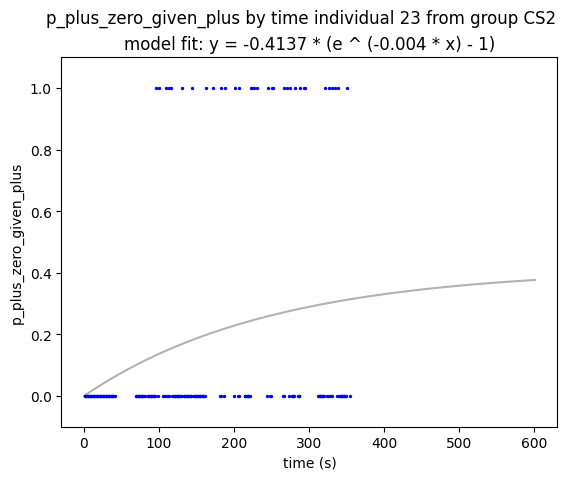 p_plus_zero_given_plus by time individual 23 from group CS2
model fit: y = -0.4137 * (e ^ (-0.004 * x) - 1)
p_plus_zero_given_plus
1.0
0.8
0.6
0.4
0.2
0.0
0 100 200 300 400 500 600
time (s)